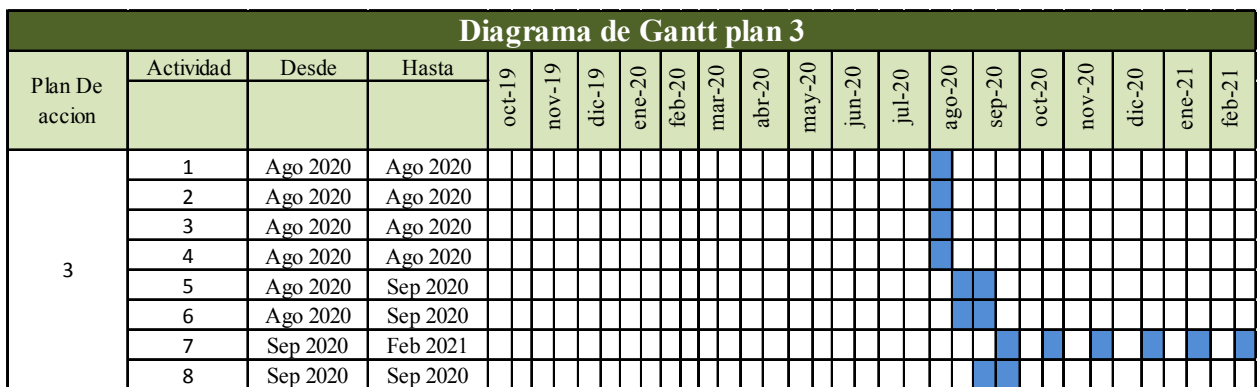 Diagrama de Gantt plan 3
Plan De accion Actividad Desde Hasta oct-19 nov-19 dic-19 ene-20 feb-20 mar-20 abr-20 may-20 jun-20 jul-20 ago-20 sep-20 oct-20 nov-20 dic-20 ene-21 feb-21
3
1 Ago 2020 Ago 2020
2 Ago 2020 Ago 2020
3 Ago 2020 Ago 2020
4 Ago 2020 Ago 2020
5 Ago 2020 Sep 2020
6 Ago 2020 Sep 2020
7 Sep 2020 Feb 2021
8 Sep 2020 Sep 2020